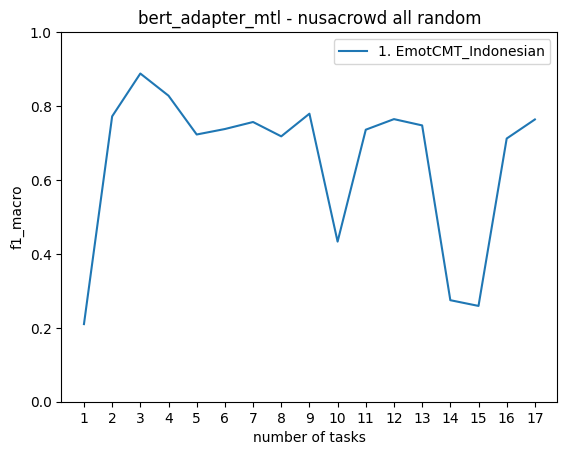 bert_adapter_mtl - nusacrowd all random
1. EmotCMT_Indonesian
f1_macro
1.0
0.8
0.6
0.4
0.2
0.0
1 2 3 4 5 6 7 8 9 10 11 12 13 14 15 16 17
number of tasks